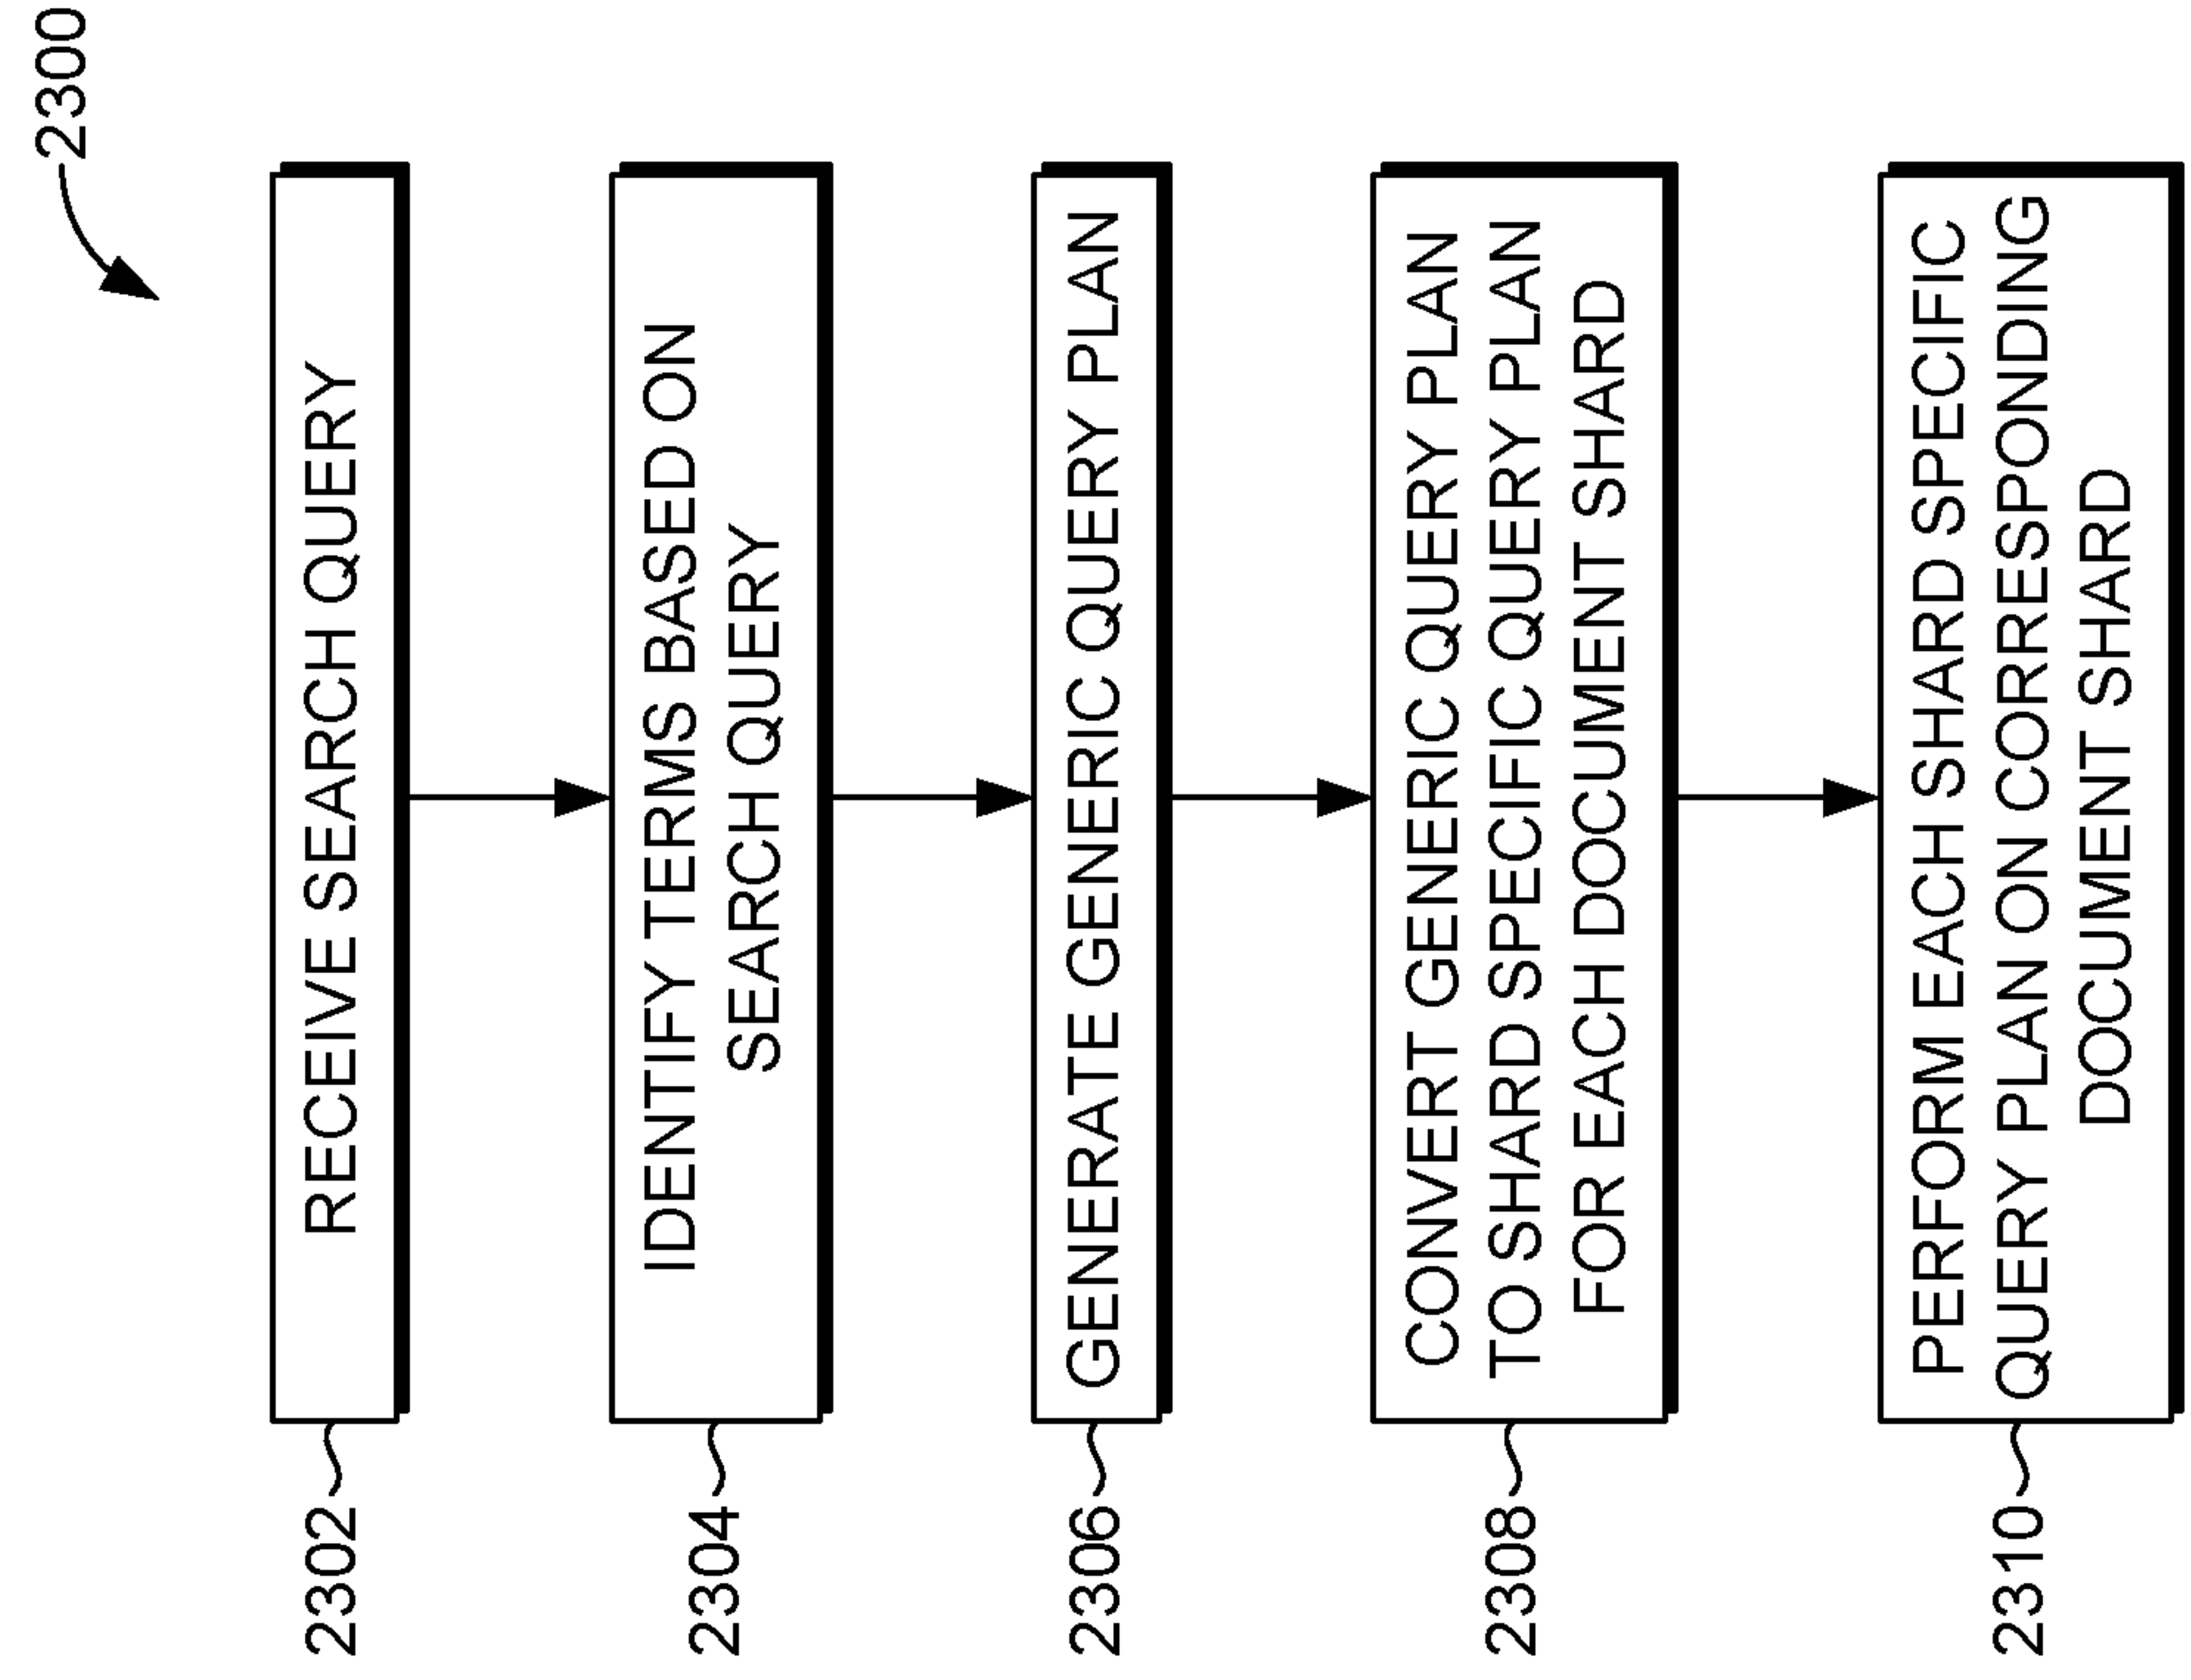 2300
2302
RECEIVE SEARCH QUERY
2304
IDENTIFY TERMS BASED ON
SEARCH QUERY
2306
GENERATE GENERIC QUERY PLAN
2308
CONVERT GENERIC QUERY PLAN
TO SHARD SPECIFIC QUERY PLAN
FOR EACH DOCUMENT SHARD
2310
PERFORM EACH SHARD SPECIFIC
QUERY PLAN ON CORRESPONDING
DOCUMENT SHARD